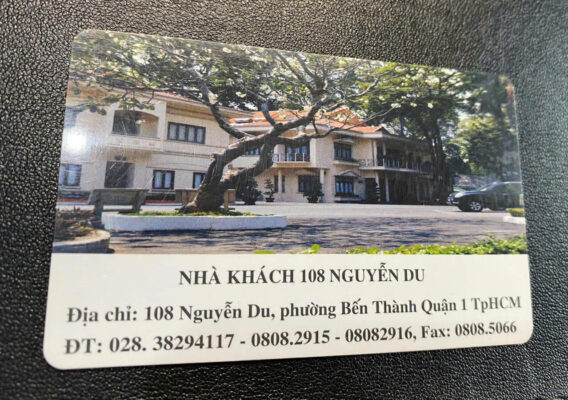 NHÀ KHÁCH 108 NGUYỄN DU
Địa chỉ: 108 Nguyễn Du, phường Bến Thành Quận 1 TpHCM
ĐT: 028. 38294117 - 0808.2915 - 08082916, Fax: 0808.5066